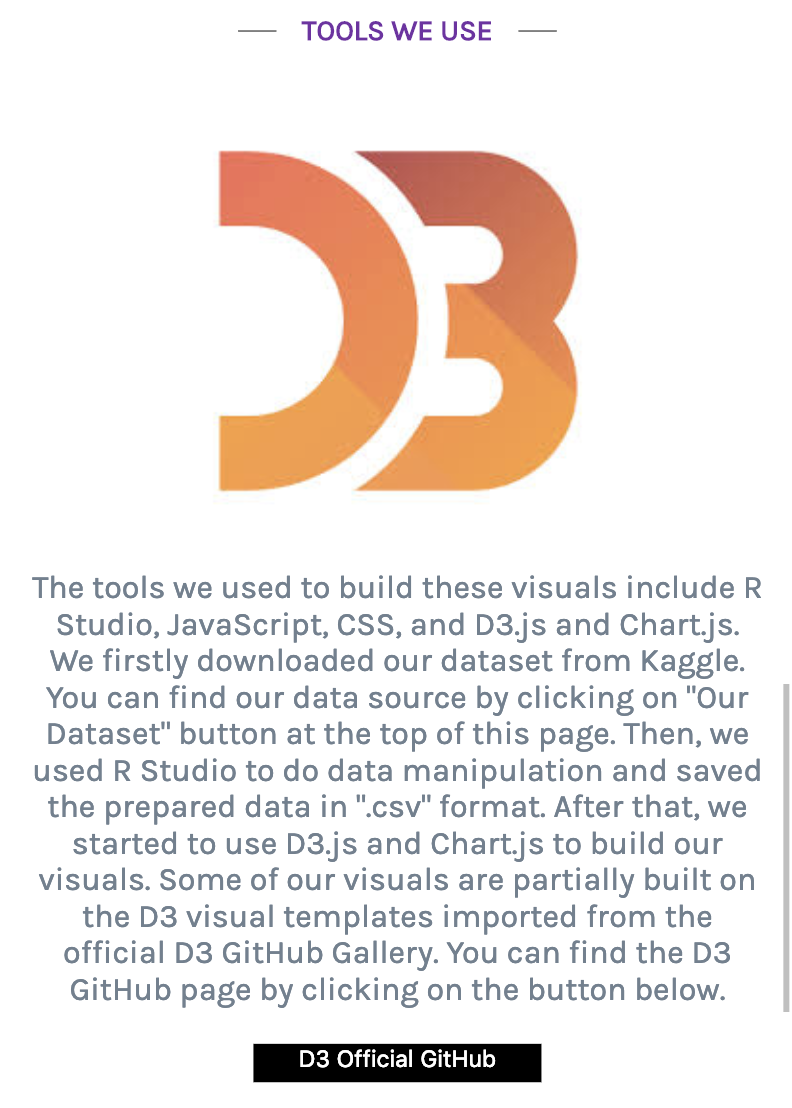 TOOLS WE USE
D3
The tools we used to build these visuals include R
Studio, JavaScript, CSS, and D3.js and Chart.js.
We firstly downloaded our dataset from Kaggle.
You can find our data source by clicking on "Our
Dataset" button at the top of this page. Then, we
used R Studio to do data manipulation and saved
the prepared data in ".csv" format. After that, we
started to use D3.js and Chart.js to build our
visuals. Some of our visuals are partially built on
the D3 visual templates imported from the
official D3 GitHub Gallery. You can find the D3
GitHub page by clicking on the button below.
D3 Official GitHub